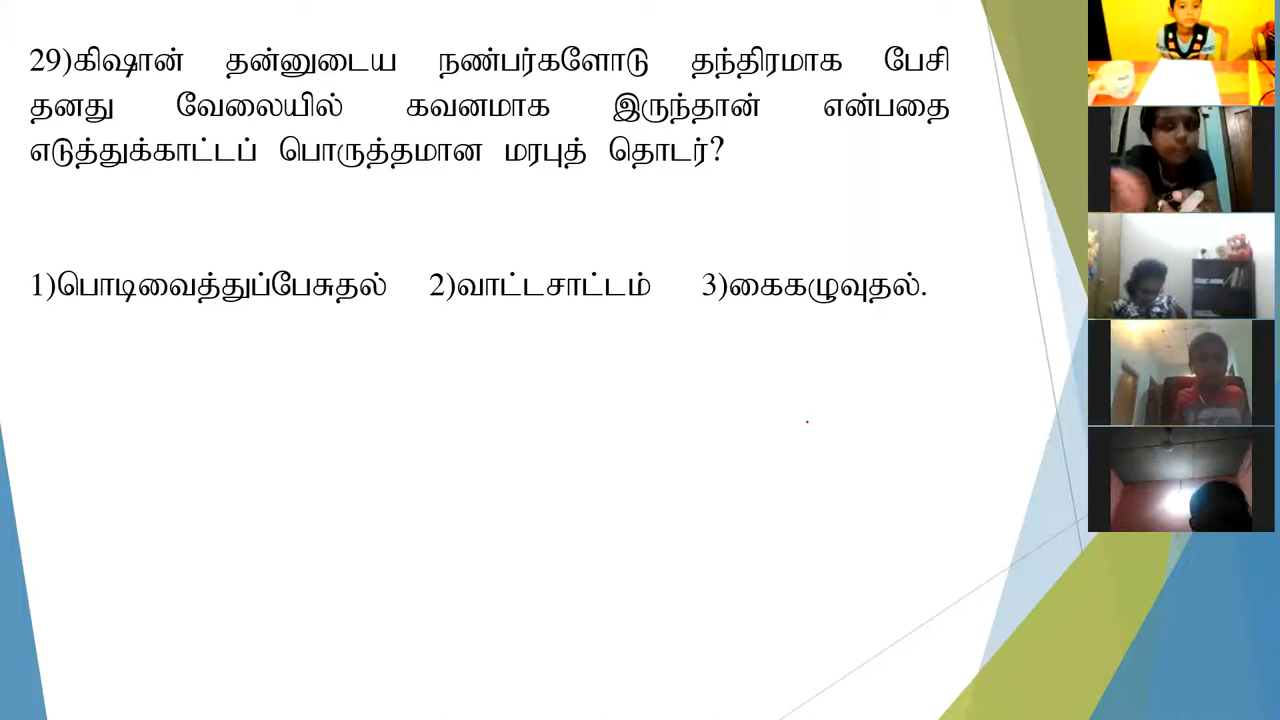 29)கிஷான் தன்னுடைய நண்பர்களோடு தந்திரமாக பேசி
தனது வேலையில் கவனமாக இருந்தான் என்பதை
எடுத்துக்காட்டப் பொருத்தமான மரபுத் தொடர்?
1)பொடிவைத்துப்பேசுதல் 2)வாட்டசாட்டம் 3)கைகழுவுதல்.